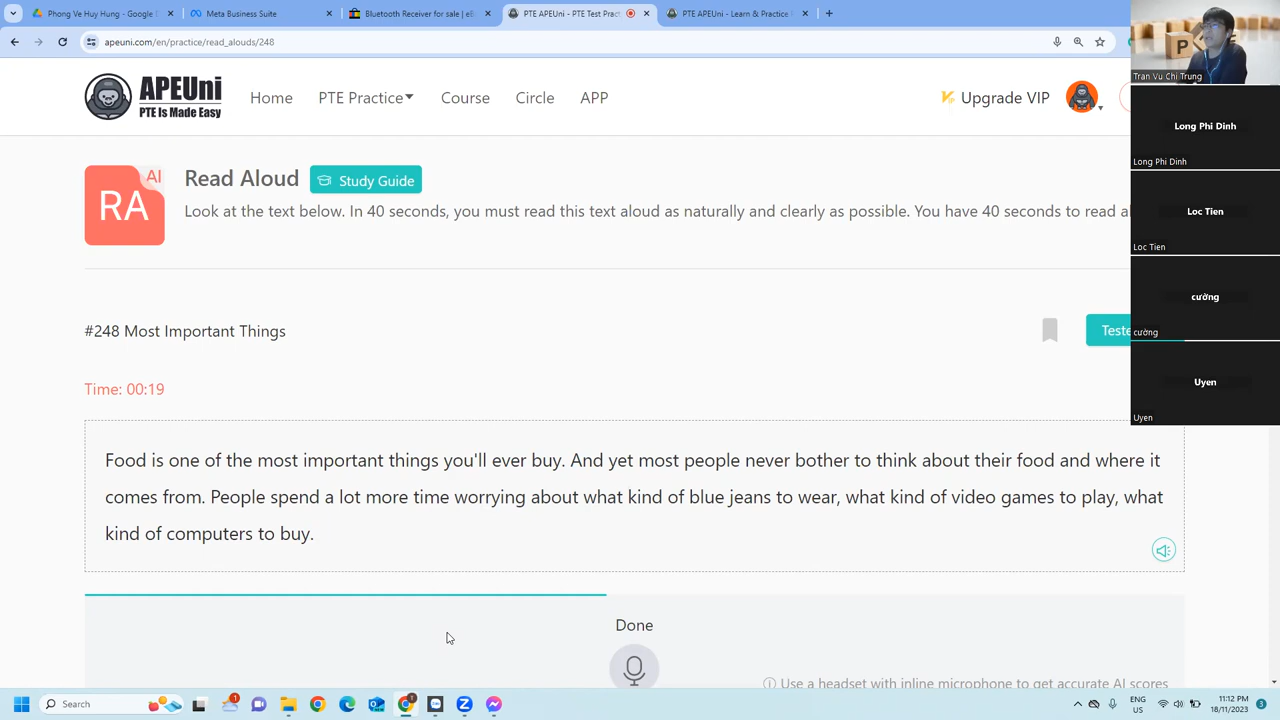 Phong Ve Huy Hung - Google D
Meta Business Suite
Bluetooth Receiver for sale | eB
PTE APEUni - PTE Test Pract
PTE APEUni - Learn & Practice F
apeuni.com/en/practice/read_alouds/248
APEUni
PTE Is Made Easy
Home
PTE Practice
Course
Circle
APP
Upgrade VIP
AI
RA
Read Aloud
Study Guide
Look at the text below. In 40 seconds, you must read this text aloud as naturally and clearly as possible. You have 40 seconds to read al
#248 Most Important Things
Teste
Time: 00:19
Food is one of the most important things you'll ever buy. And yet most people never bother to think about their food and where it
comes from. People spend a lot more time worrying about what kind of blue jeans to wear, what kind of video games to play, what
kind of computers to buy.
Done
Use a headset with inline microphone to get accurate AI scores
P
Tran Vu Chi Trung
Long Phi Dinh
Long Phi Dinh
Loc Tien
Loc Tien
cường
cường
Uyen
Uyen
Search
1
T
ENG
US
11:12 PM
18/11/2023
3